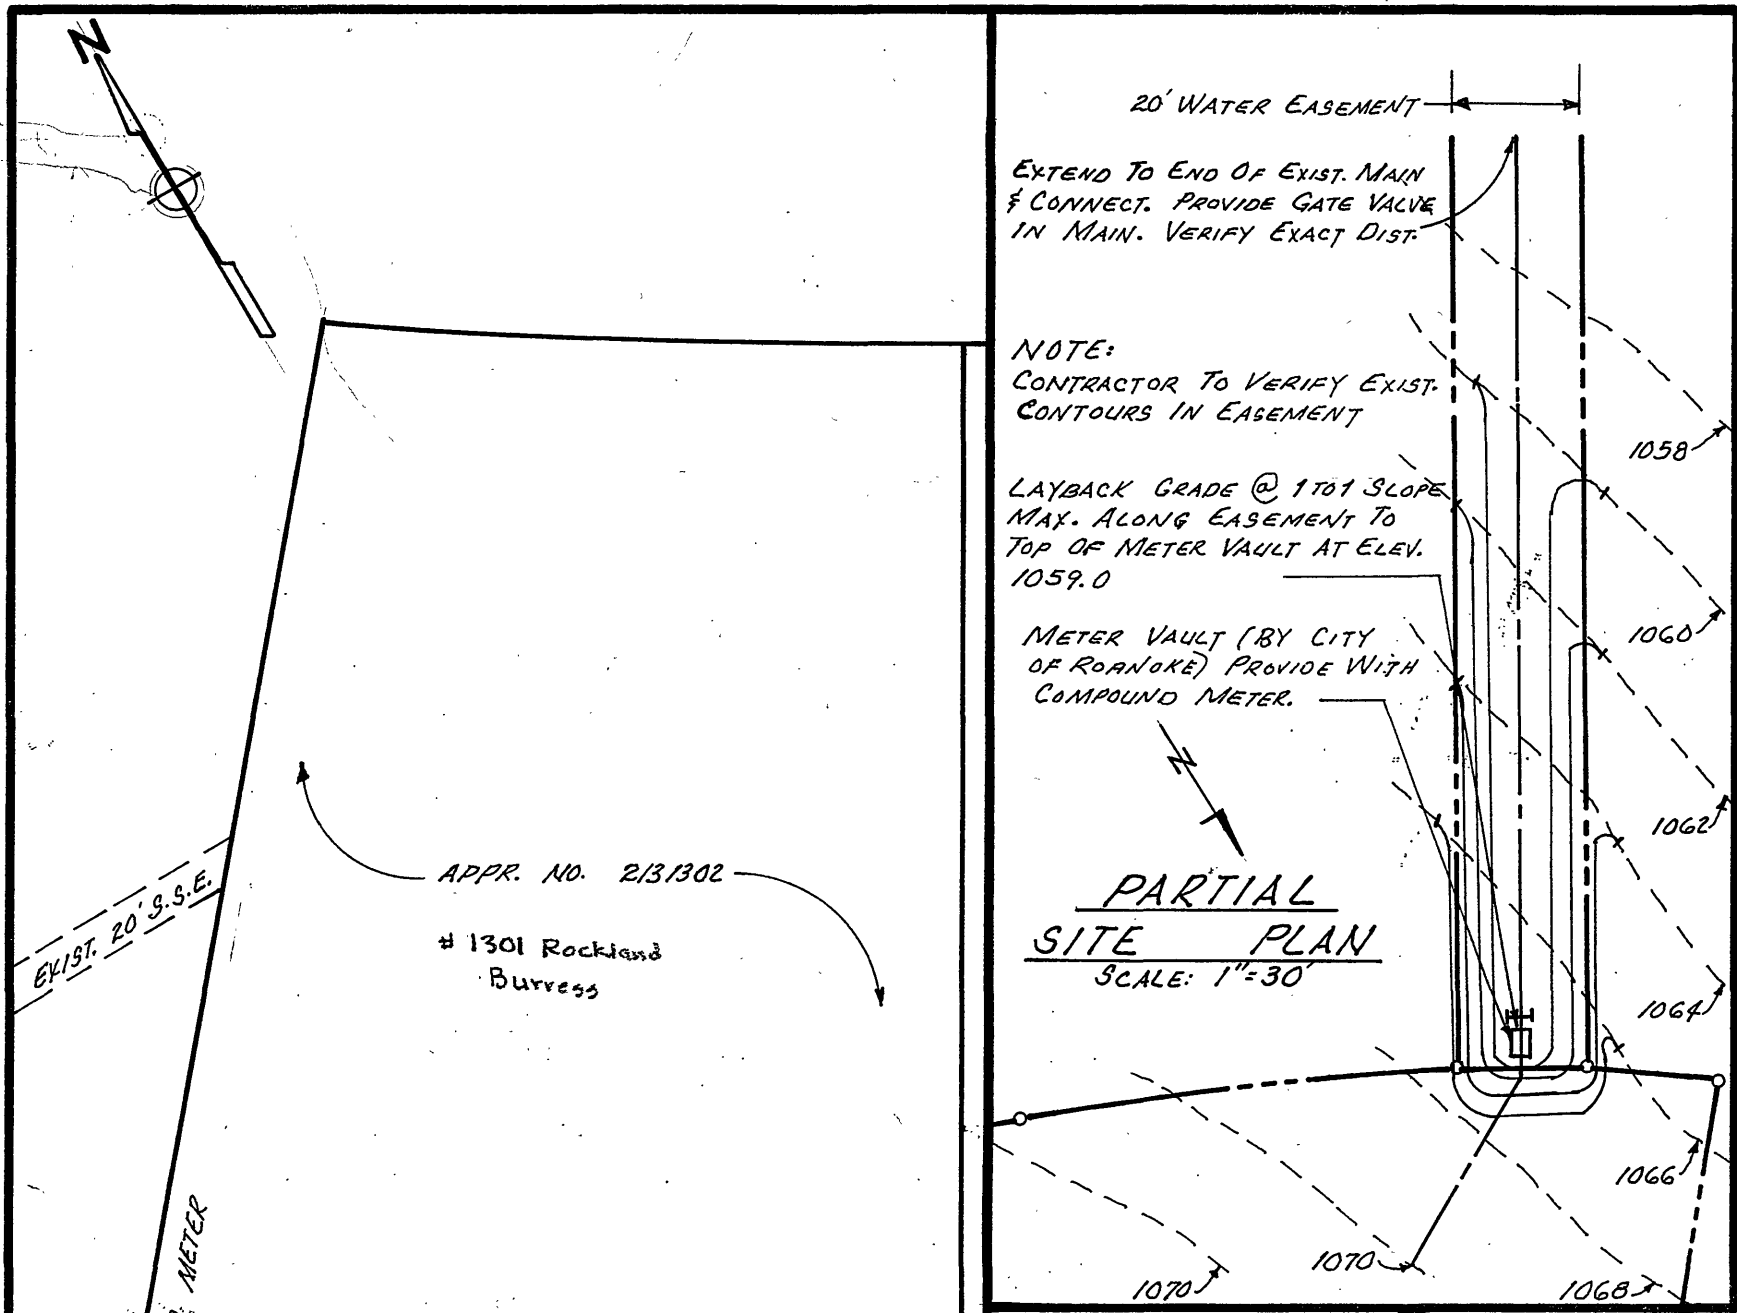 N
20' WATER EASEMENT
EXTEND TO END OF EXIST. MAIN
& CONNECT. PROVIDE GATE VALVE
IN MAIN. VERIFY EXACT DIST.
NOTE:
CONTRACTOR TO VERIFY EXIST.
CONTOURS IN EASEMENT
LAYBACK GRADE @ 1 TO 1 SLOPE
MAX. ALONG EASEMENT TO
TOP OF METER VAULT AT ELEV.
1059.0
METER VAULT (BY CITY
OF ROANOKE) PROVIDE WITH
COMPOUND METER.
N
PARTIAL
SITE PLAN
SCALE: 1"=30'
1058
1060
1062
1064
1066
1068
1070
1070
APPR. NO. 2131302
# 1301 Rockland
Burress
EXIST. 20' S.S.E.
METER